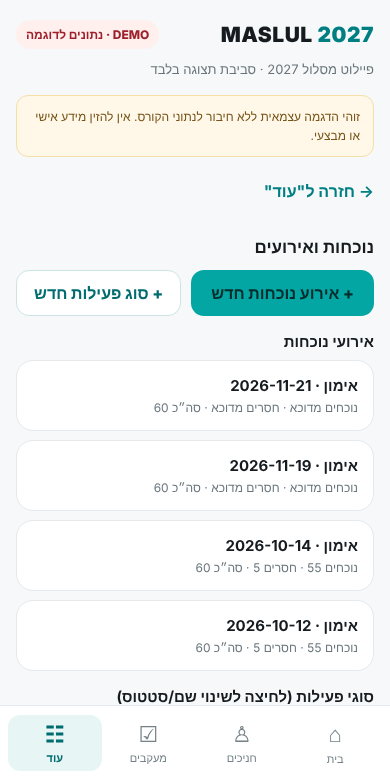 MASLUL 2027
DEMO · נתונים לדוגמה
פיילוט מסלול 2027 · סביבת תצוגה בלבד
זוהי הדגמה עצמאית ללא חיבור לנתוני הקורס. אין להזין מידע אישי
או מבצעי.
→ חזרה ל"עוד"
נוכחות ואירועים
+ אירוע נוכחות חדש
+ סוג פעילות חדש
אירועי נוכחות
אימון · 2026-11-21
נוכחים מדוכא · חסרים מדוכא · סה״כ 60
אימון · 2026-11-19
נוכחים מדוכא · חסרים מדוכא · סה״כ 60
אימון · 2026-10-14
נוכחים 55 · חסרים 5 · סה״כ 60
אימון · 2026-10-12
נוכחים 55 · חסרים 5 · סה״כ 60
סוגי פעילות (לחיצה לשינוי שם/סטטוס)
בית
חניכים
מעקבים
עוד